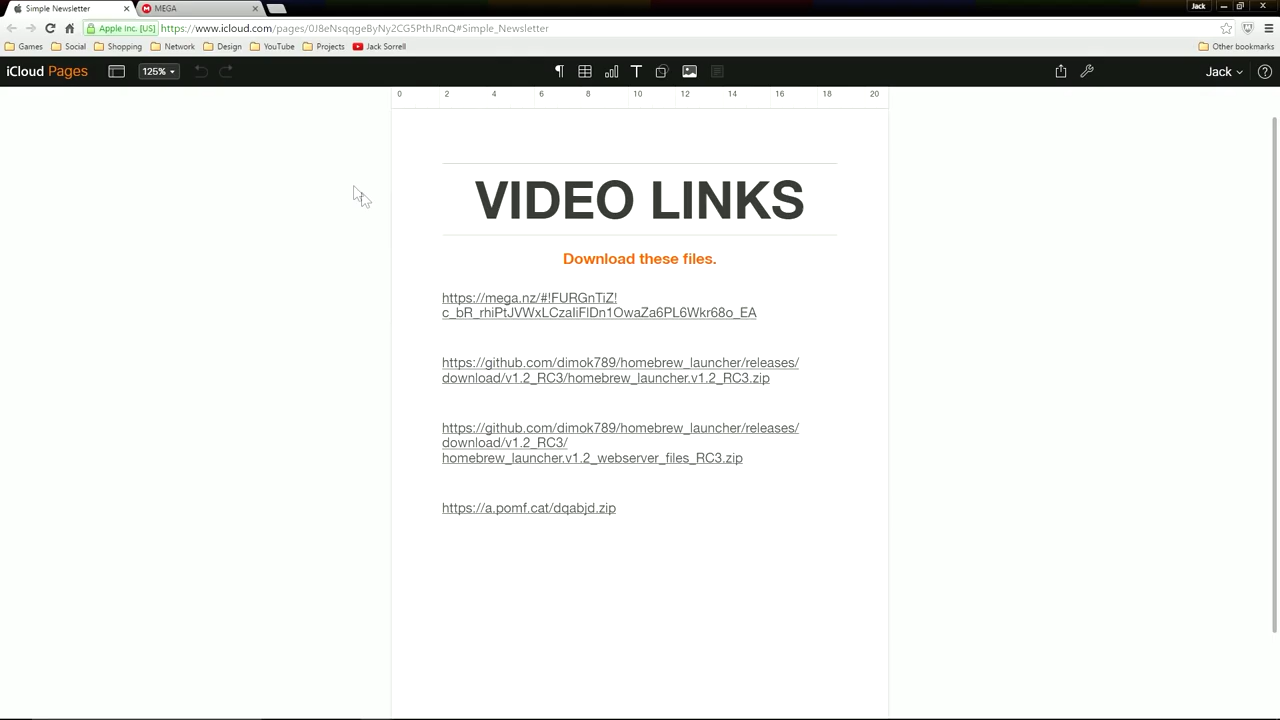 Simple Newsletter
MEGA
Jack
Apple Inc. [US]
https://www.icloud.com/pages/0J8eNsqqgeByNy2CG5PthJRnQ#Simple_Newsletter
Games
Social
Shopping
Network
Design
YouTube
Projects
Jack Sorrell
Other bookmarks
iCloud Pages
125%
Jack
0 2 4 6 8 10 12 14 16 18 20
VIDEO LINKS
Download these files.
https://mega.nz/#!FURGnTiZ!
c_bR_rhiPtJVWxLCzaIiFlDn1OwaZa6PL6Wkr68o_EA
https://github.com/dimok789/homebrew_launcher/releases/
download/v1.2_RC3/homebrew_launcher.v1.2_RC3.zip
https://github.com/dimok789/homebrew_launcher/releases/
download/v1.2_RC3/
homebrew_launcher.v1.2_webserver_files_RC3.zip
https://a.pomf.cat/dqabjd.zip